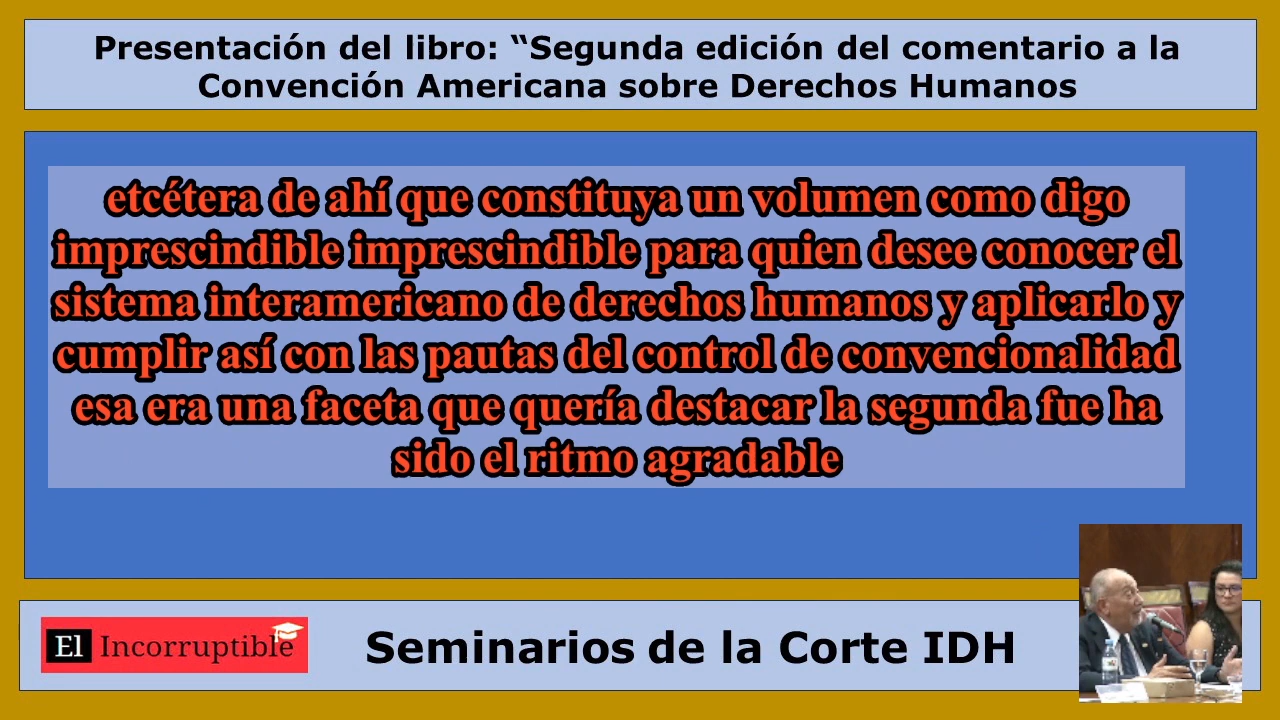 Presentación del libro: “Segunda edición del comentario a la
Convención Americana sobre Derechos Humanos
etcétera de ahí que constituya un volumen como digo
imprescindible imprescindible para quien desee conocer el
sistema interamericano de derechos humanos y aplicarlo y
cumplir así con las pautas del control de convencionalidad
esa era una faceta que quería destacar la segunda fue ha
sido el ritmo agradable
El Incorruptible
Seminarios de la Corte IDH